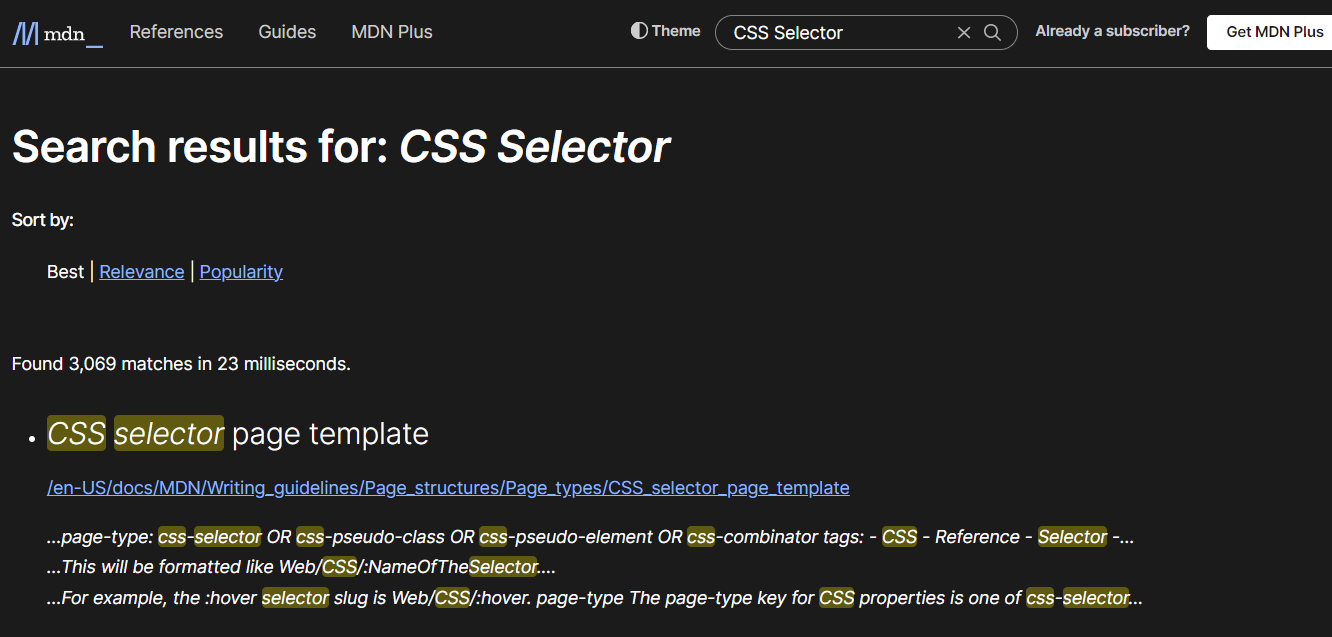 mdn_ References Guides MDN Plus Theme CSS Selector Already a subscriber? Get MDN Plus
Search results for: CSS Selector
Sort by:
Best | Relevance | Popularity
Found 3,069 matches in 23 milliseconds.
• CSS selector page template
/en-US/docs/MDN/Writing_guidelines/Page_structures/Page_types/CSS_selector_page_template
...page-type: css-selector OR css-pseudo-class OR css-pseudo-element OR css-combinator tags: - CSS - Reference - Selector -...
...This will be formatted like Web/CSS/:NameOfTheSelector....
...For example, the :hover selector slug is Web/CSS/:hover. page-type The page-type key for CSS properties is one of css-selector...